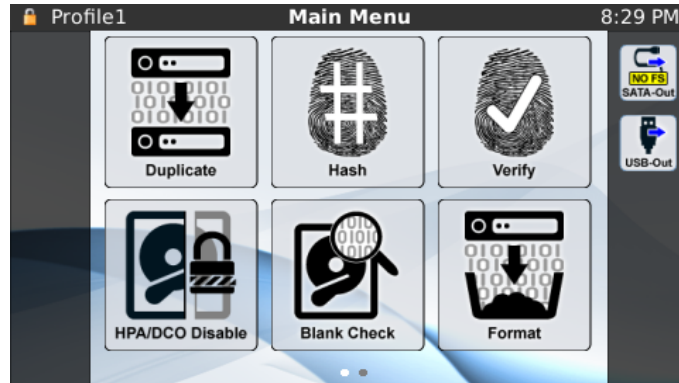 Profile1 Main Menu 8:29 PM
Duplicate Hash Verify
NO FS
SATA-Out
USB-Out
HPA/DCO Disable Blank Check Format